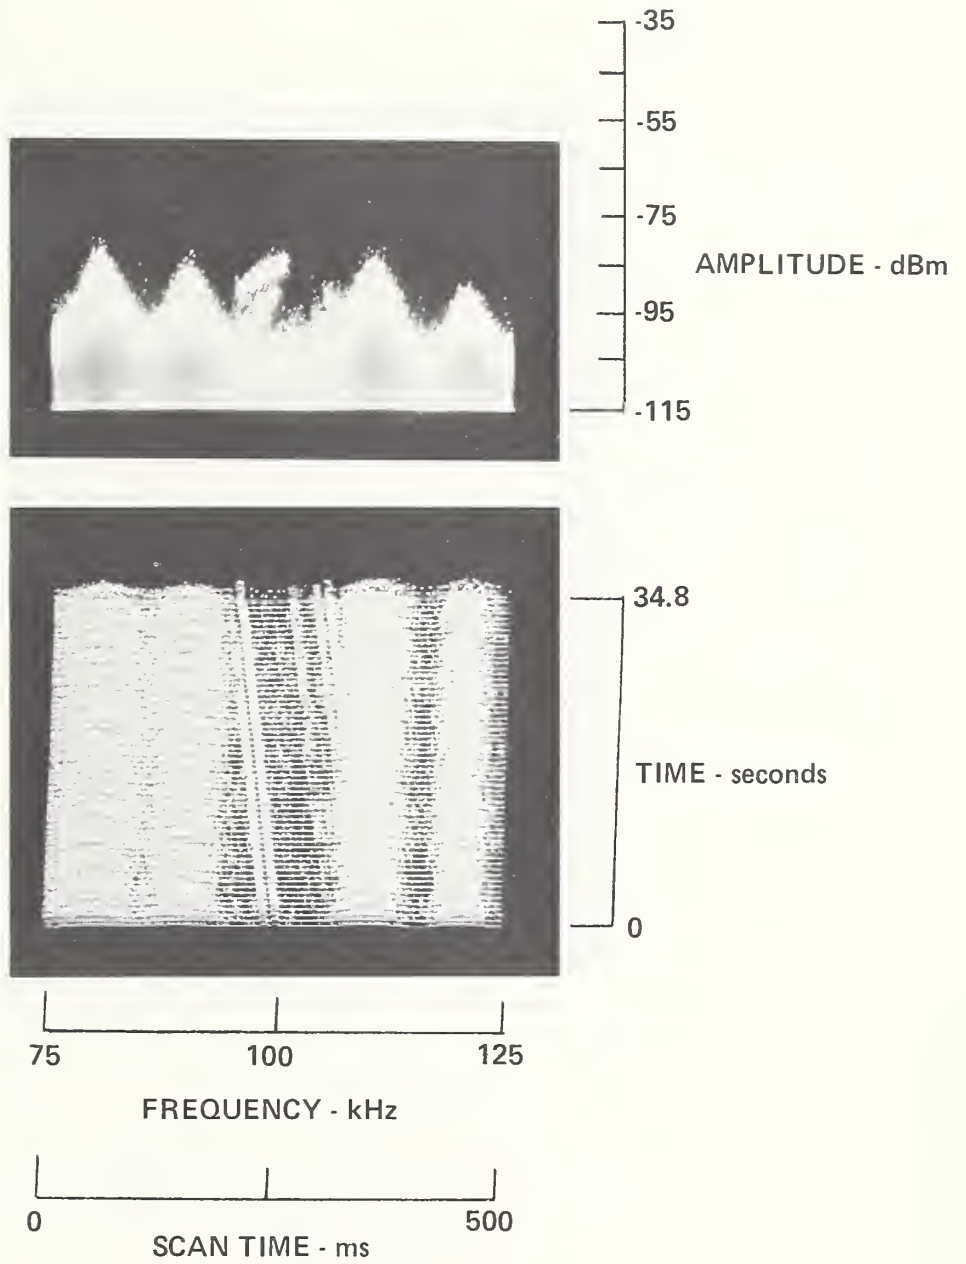 -35
-55
-75
AMPLITUDE - dBm
-95
-115
34.8
TIME - seconds
0
75 100 125
FREQUENCY - kHz
0 500
SCAN TIME - ms